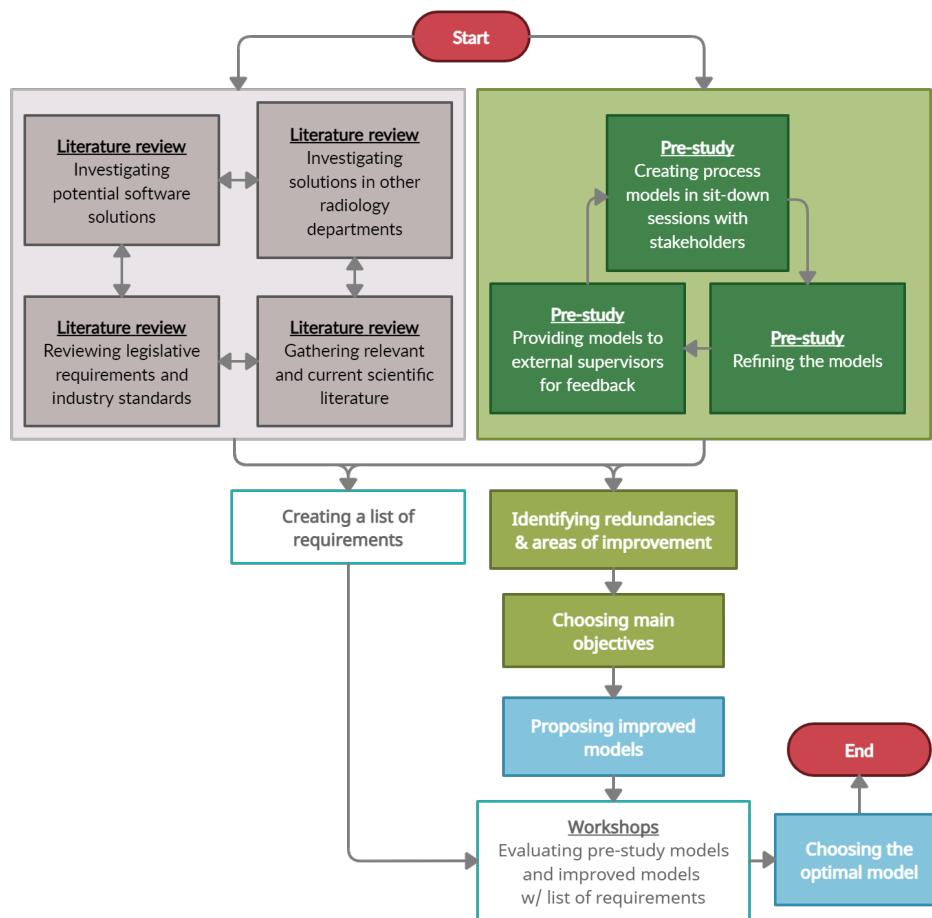 Start
Literature review
Investigating
potential software
solutions
Literature review
Investigating
solutions in other
radiology
departments
Literature review
Reviewing legislative
requirements and
industry standards
Literature review
Gathering relevant
and current scientific
literature
Pre-study
Creating process
models in sit-down
sessions with
stakeholders
Pre-study
Providing models to
external supervisors
for feedback
Pre-study
Refining the models
Creating a list of
requirements
Identifying redundancies
& areas of improvement
Choosing main
objectives
Proposing improved
models
Workshops
Evaluating pre-study models
and improved models
w/ list of requirements
Choosing the
optimal model
End